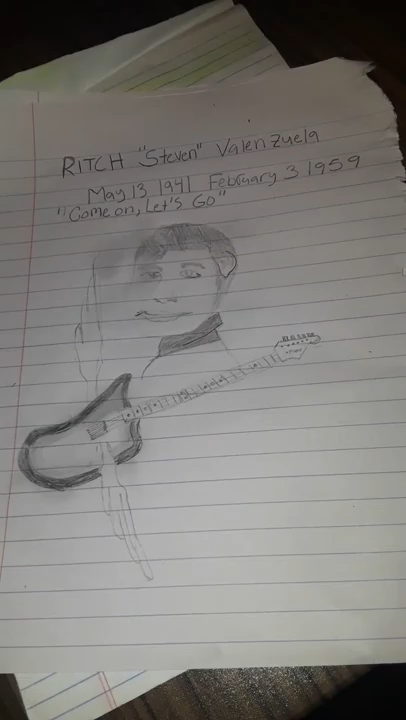 RITCH "Steven" Valenzuela
May 13 1941 February 3 1959
"Come on, Let's Go"